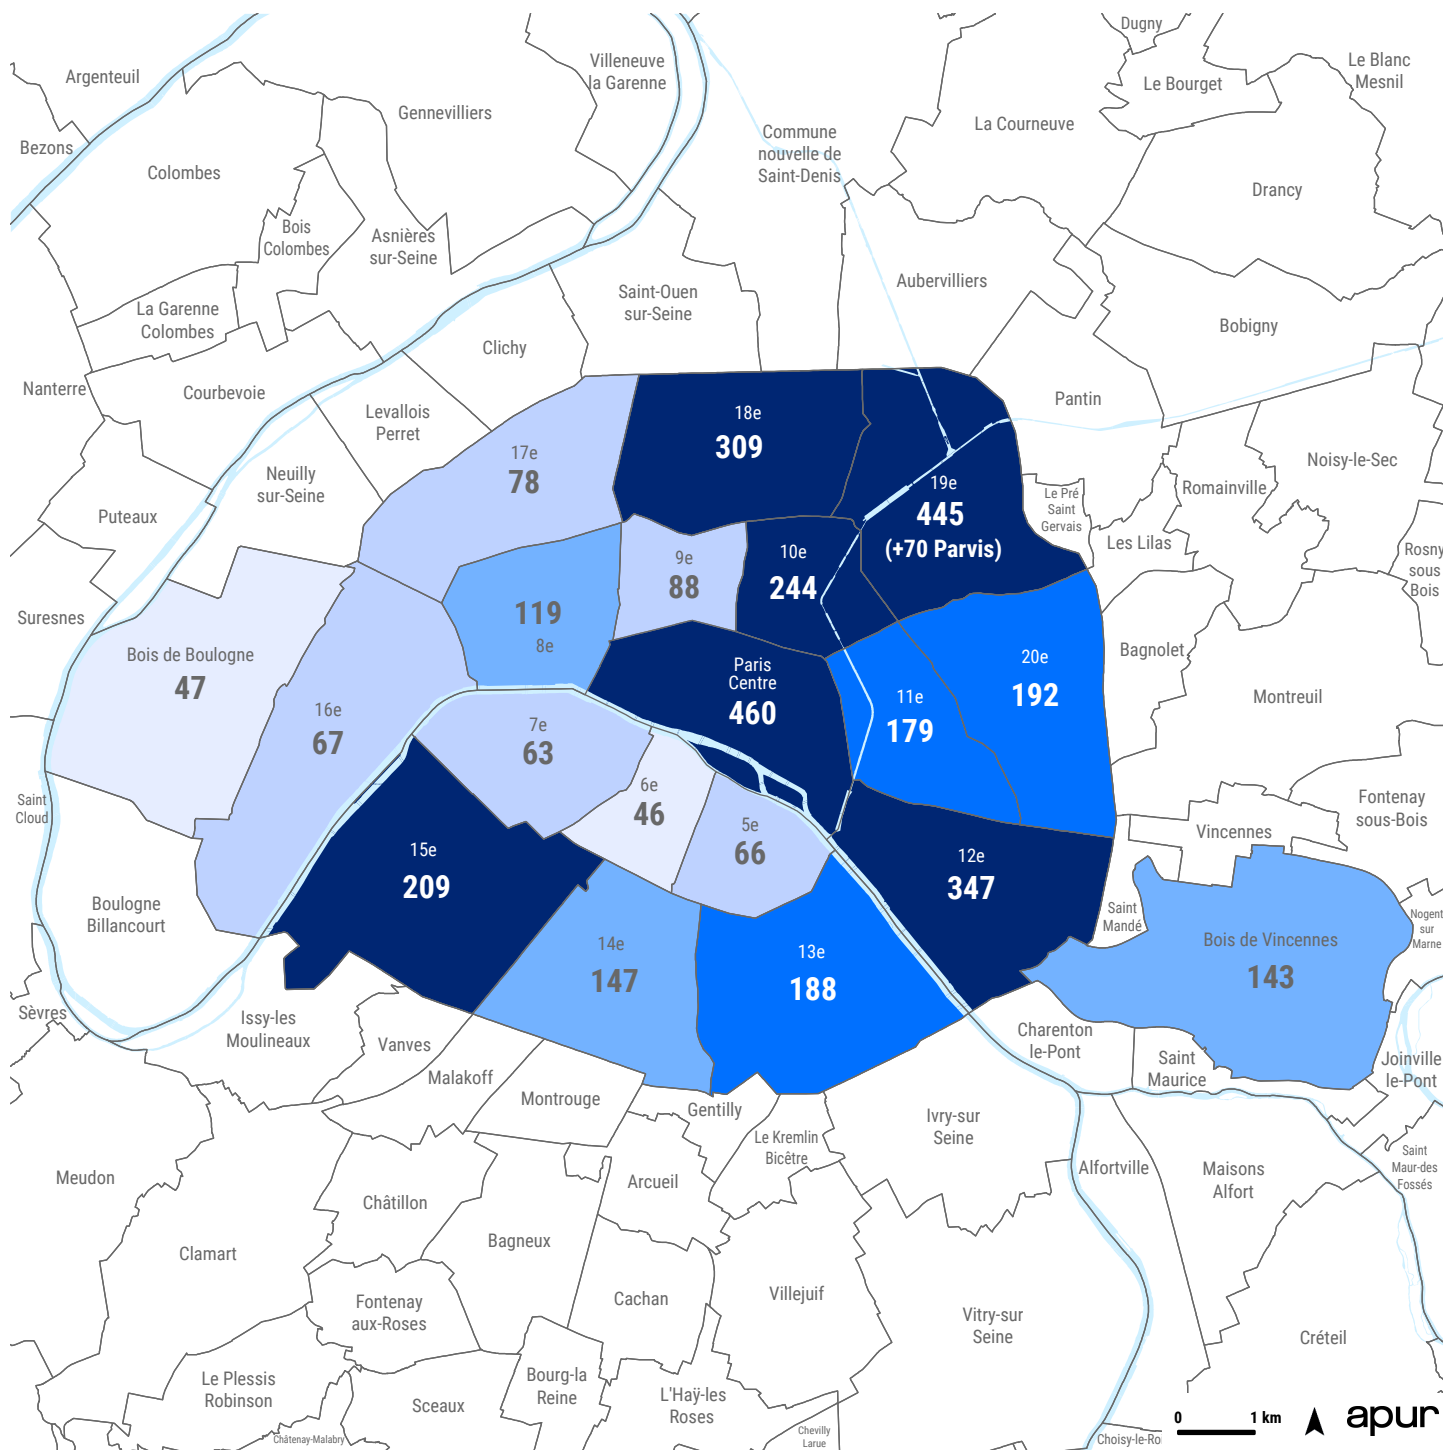 Dugny
Argenteuil
Villeneuve
la Garenne
Le Blanc
Mesnil
Le Bourget
Gennevilliers
La Courneuve
Commune
nouvelle de
Saint-Denis
Bezons
Colombes
Drancy
Bois
Colombes
Asnières
sur-Seine
Aubervilliers
Saint-Ouen
sur-Seine
La Garenne
Colombes
Bobigny
Clichy
Nanterre
Courbevoie
Levallois
Perret
Pantin
18e
309
17e
78
Neuilly
sur-Seine
Noisy-le-Sec
19e
445
(+70 Parvis)
Romainville
Le Pré
Saint
Gervais
Puteaux
Les Lilas
Rosny
sous
Bois
10e
244
9e
88
119
8e
Suresnes
Bois de Boulogne
47
Paris
Centre
460
20e
192
Bagnolet
11e
179
Montreuil
16e
67
7e
63
6e
46
Saint
Cloud
Fontenay
sous-Bois
5e
66
Vincennes
15e
209
12e
347
Boulogne
Billancourt
Saint
Mandé
Nogent
sur
Marne
14e
147
13e
188
Bois de Vincennes
143
Sèvres
Issy-les
Moulineaux
Vanves
Charenton
le-Pont
Saint
Maurice
Joinville
le-Pont
Malakoff
Montrouge
Gentilly
Ivry-sur
Seine
Le Kremlin
Bicêtre
Meudon
Arcueil
Alfortville
Maisons
Alfort
Saint
Maur-des
Fossés
Châtillon
Clamart
Bagneux
Villejuif
Cachan
Fontenay
aux-Roses
Vitry-sur
Seine
Créteil
Le Plessis
Robinson
Bourg-la
Reine
Sceaux
L'Haÿ-les
Roses
Chevilly
Larue
Châtenay-Malabry
Choisy-le-Ro
0 1 km
apur